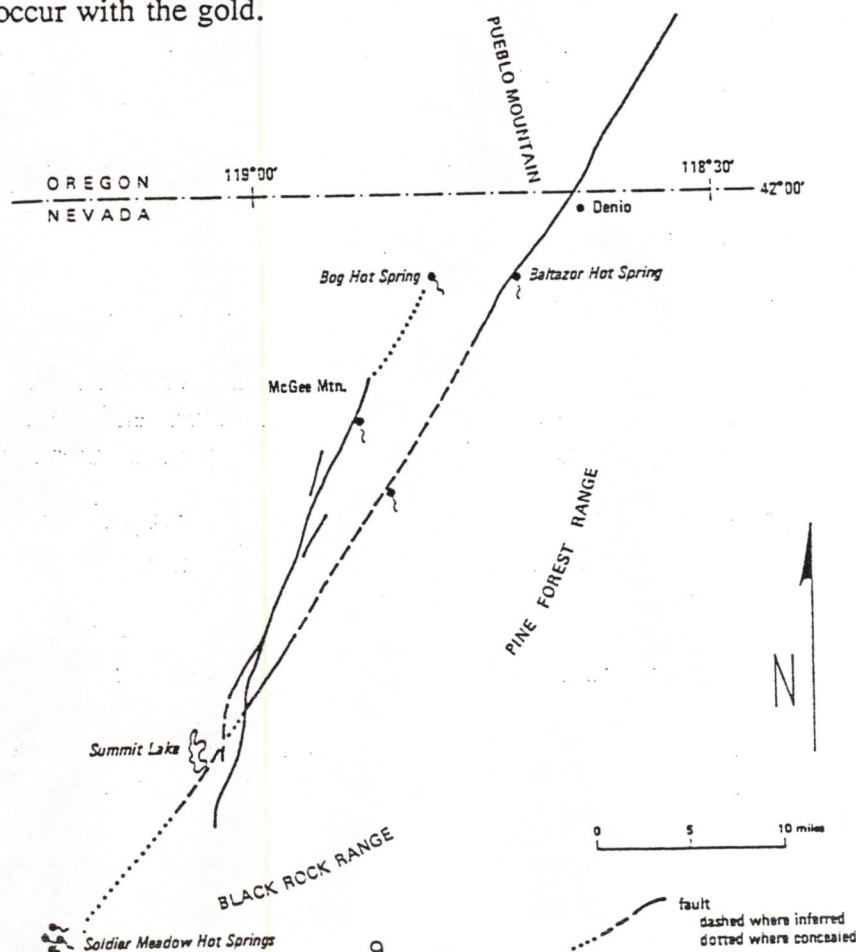 occur with the gold.
PUEBLO MOUNTAIN
OREGON
NEVADA
119°00'
118°30'
42°00'
Denio
Bog Hot Spring
Baltazor Hot Spring
McGee Mtn.
PINE FOREST RANGE
N
Summit Lake
0 5 10 miles
BLACK ROCK RANGE
fault
dashed where inferred
dotted where concealed
Soldier Meadow Hot Springs